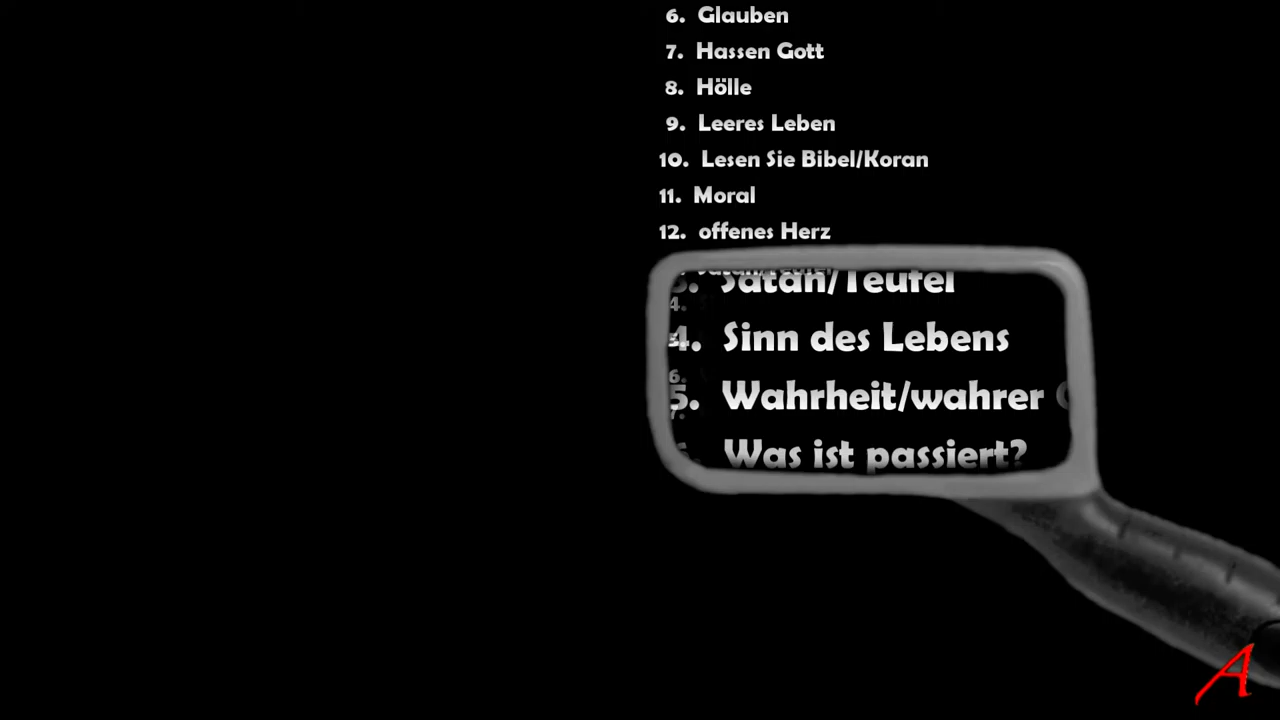 6. Glauben
7. Hassen Gott
8. Hölle
9. Leeres Leben
10. Lesen Sie Bibel/Koran
11. Moral
12. offenes Herz
3. Satan/Teufel
4. Sinn des Lebens
5. Wahrheit/wahrer
Was ist passiert?
A